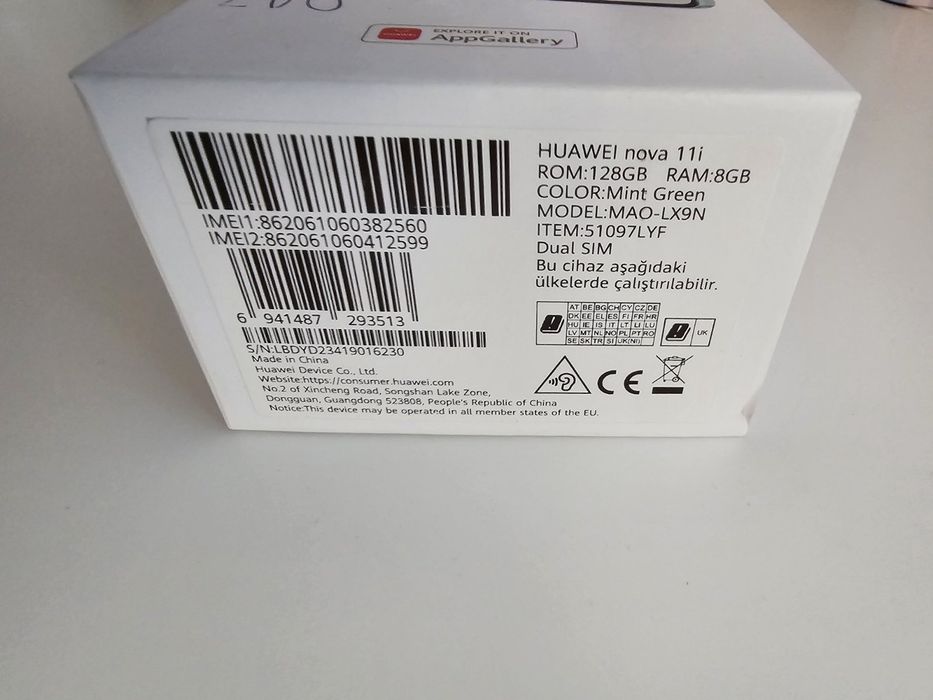 HUAWEI
EXPLORE IT ON
AppGallery
IMEI1:862061060382560
IMEI2:862061060412599
6 941487 293513
S/N:LBDYD23419016230
Made in China
Huawei Device Co., Ltd.
Website:https://consumer.huawei.com
No.2 of Xincheng Road, Songshan Lake Zone,
Dongguan, Guangdong 523808, People's Republic of China
Notice:This device may be operated in all member states of the EU.
HUAWEI nova 11i
ROM:128GB RAM:8GB
COLOR:Mint Green
MODEL:MAO-LX9N
ITEM:51097LYF
Dual SIM
Bu cihaz aşağıdaki
ülkelerde çalıştırılabilir.
AT BE BG CH CY CZ DE
DK EE EL ES FI FR HR
HU IE IS IT LT LI LU
LV MT NL NO PL PT RO
SE SK TR SI UK(NI)
UK
CE